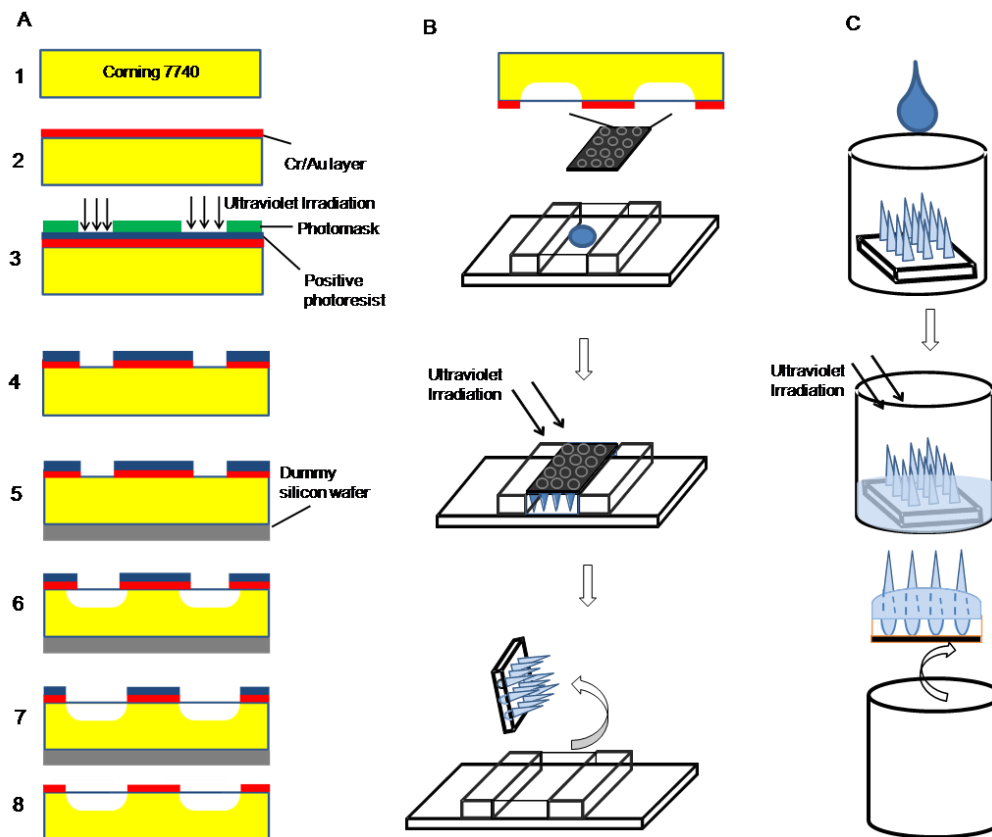 A
1
Corning 7740
2
Cr/Au layer
Ultraviolet Irradiation
Photomask
3
Positive
photoresist
4
5
Dummy
silicon wafer
6
7
8
B
Ultraviolet
Irradiation
C
Ultraviolet
Irradiation